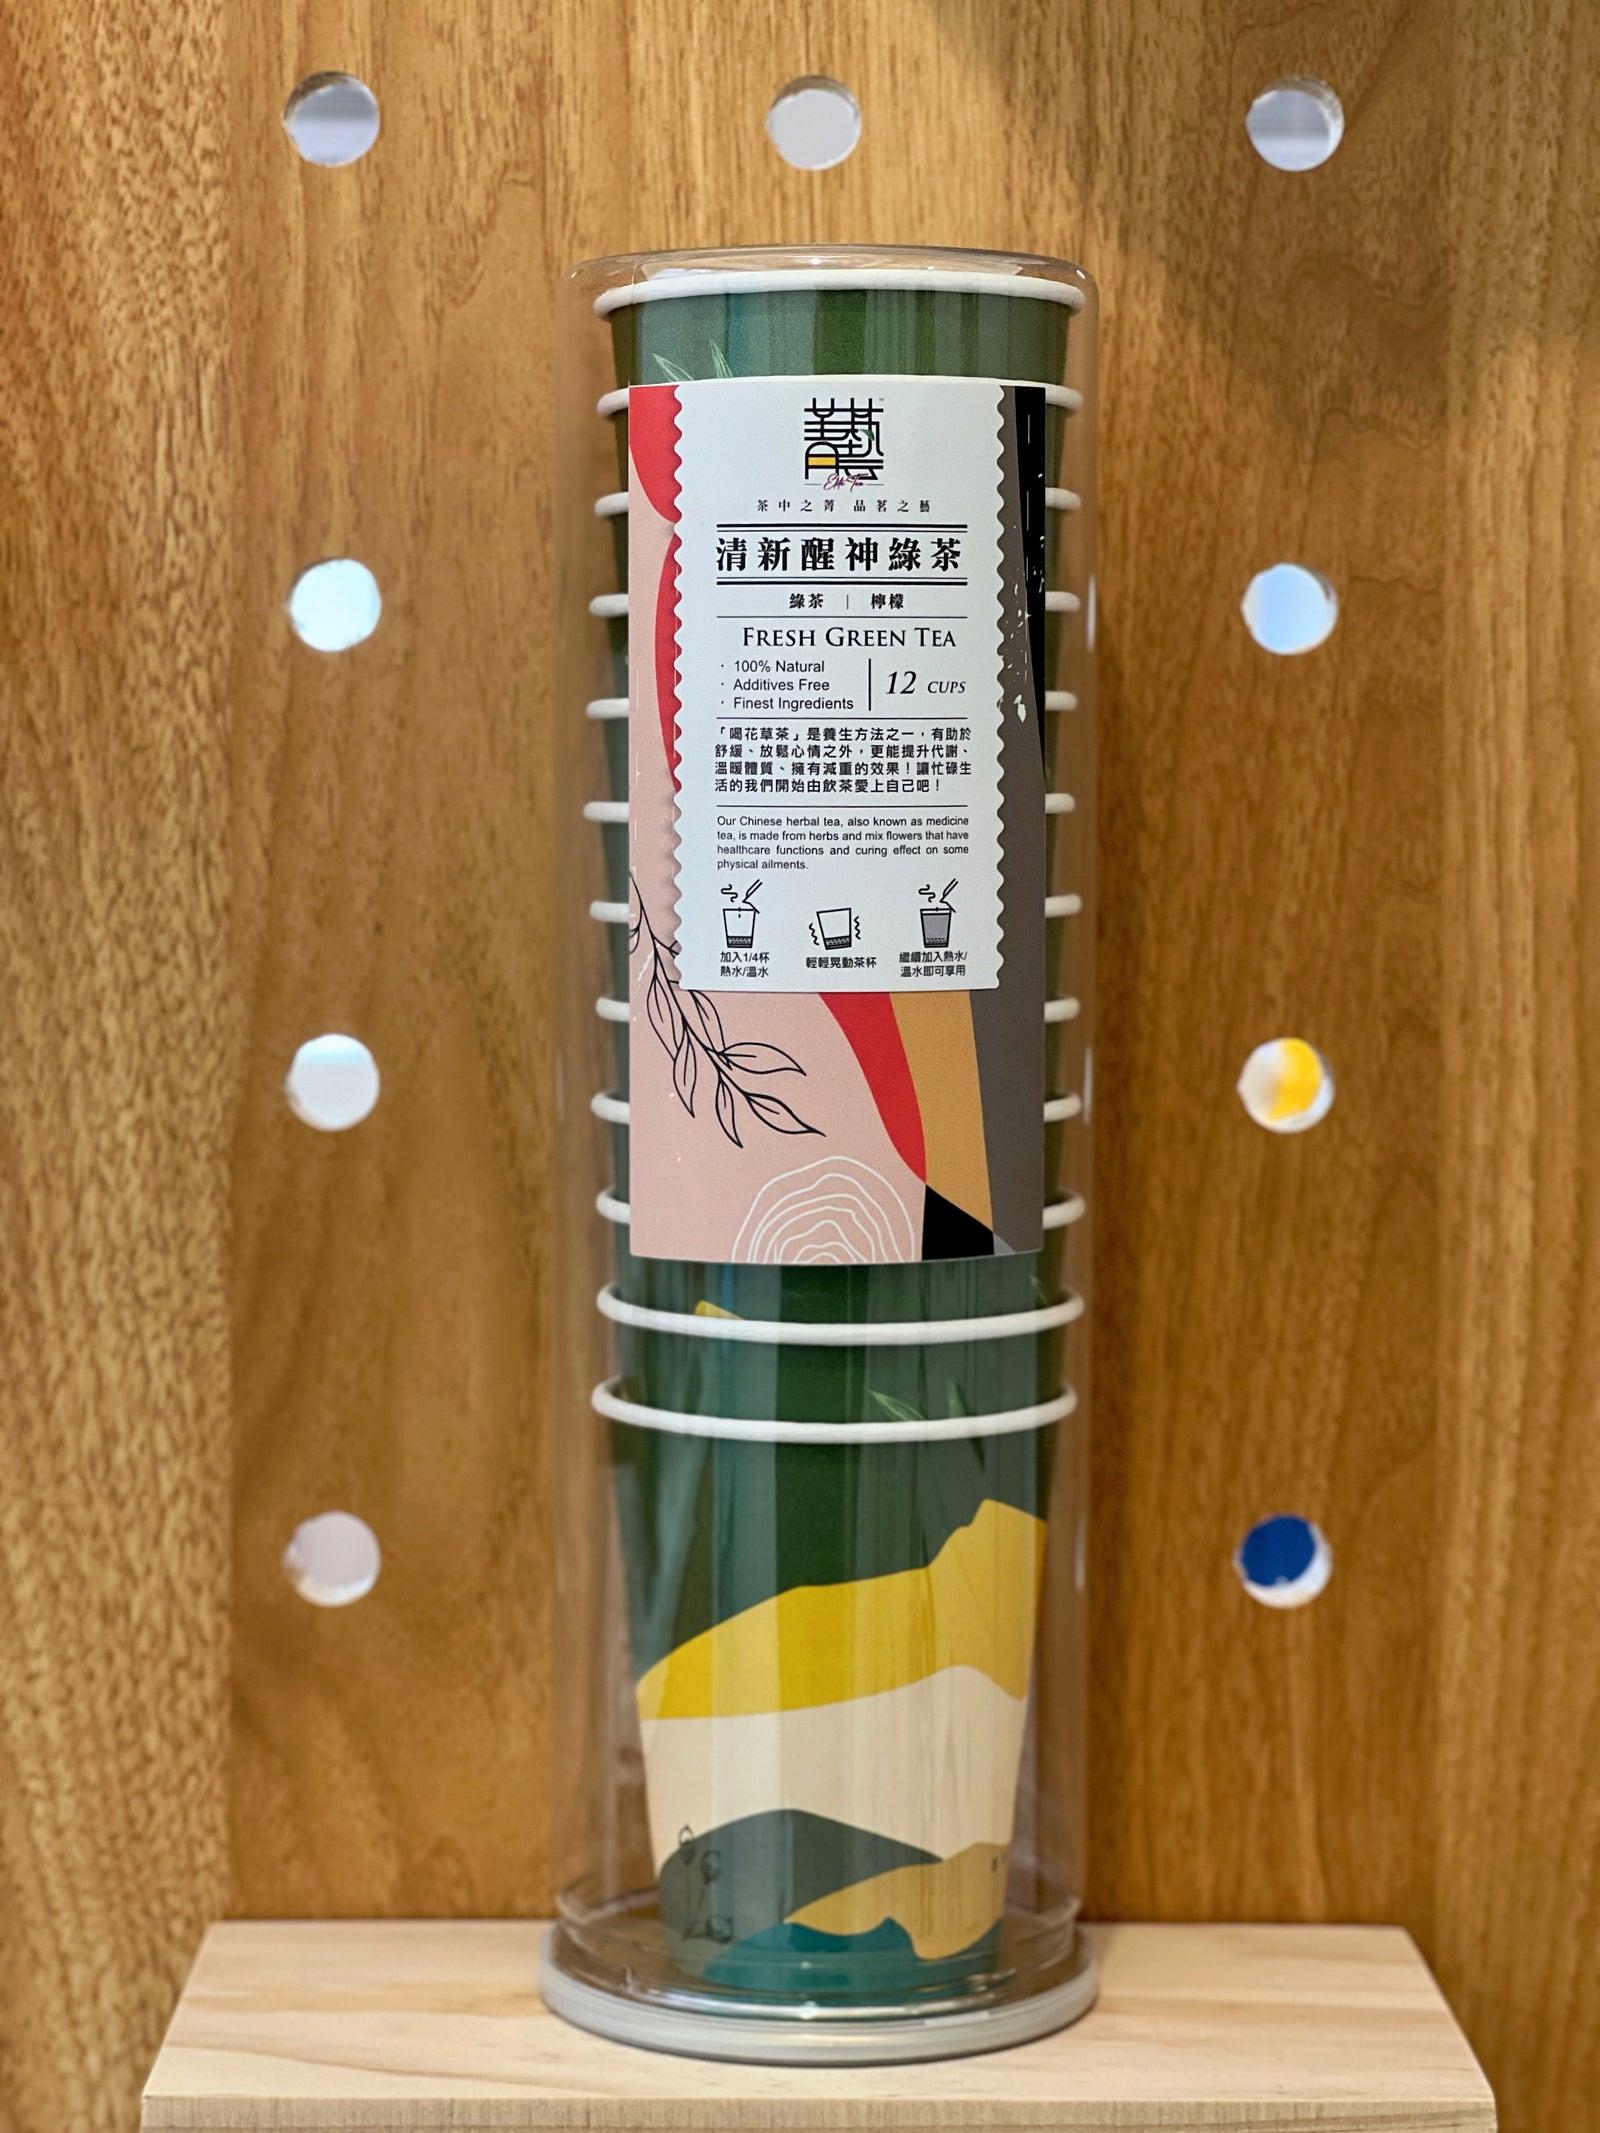 菁藝
Elite Tea
茶中之菁 品茗之藝
清新醒神綠茶
綠茶 | 檸檬
FRESH GREEN TEA
· 100% Natural
· Additives Free
· Finest Ingredients
12 CUPS
「喝花草茶」是養生方法之一，有助於
舒緩、放鬆心情之外，更能提升代謝、
溫暖體質、擁有減重的效果！讓忙碌生
活的我們開始由飲茶愛上自己吧！
Our Chinese herbal tea, also known as medicine
tea, is made from herbs and mix flowers that have
healthcare functions and curing effect on some
physical ailments.
加入1/4杯
熱水/溫水
輕輕晃動茶杯
繼續加入熱水/
溫水即可享用